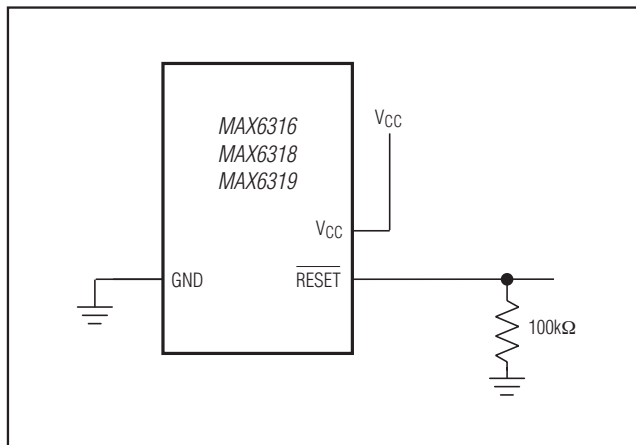 MAX6316
MAX6318
MAX6319
VCC
VCC
GND
RESET
100kΩ